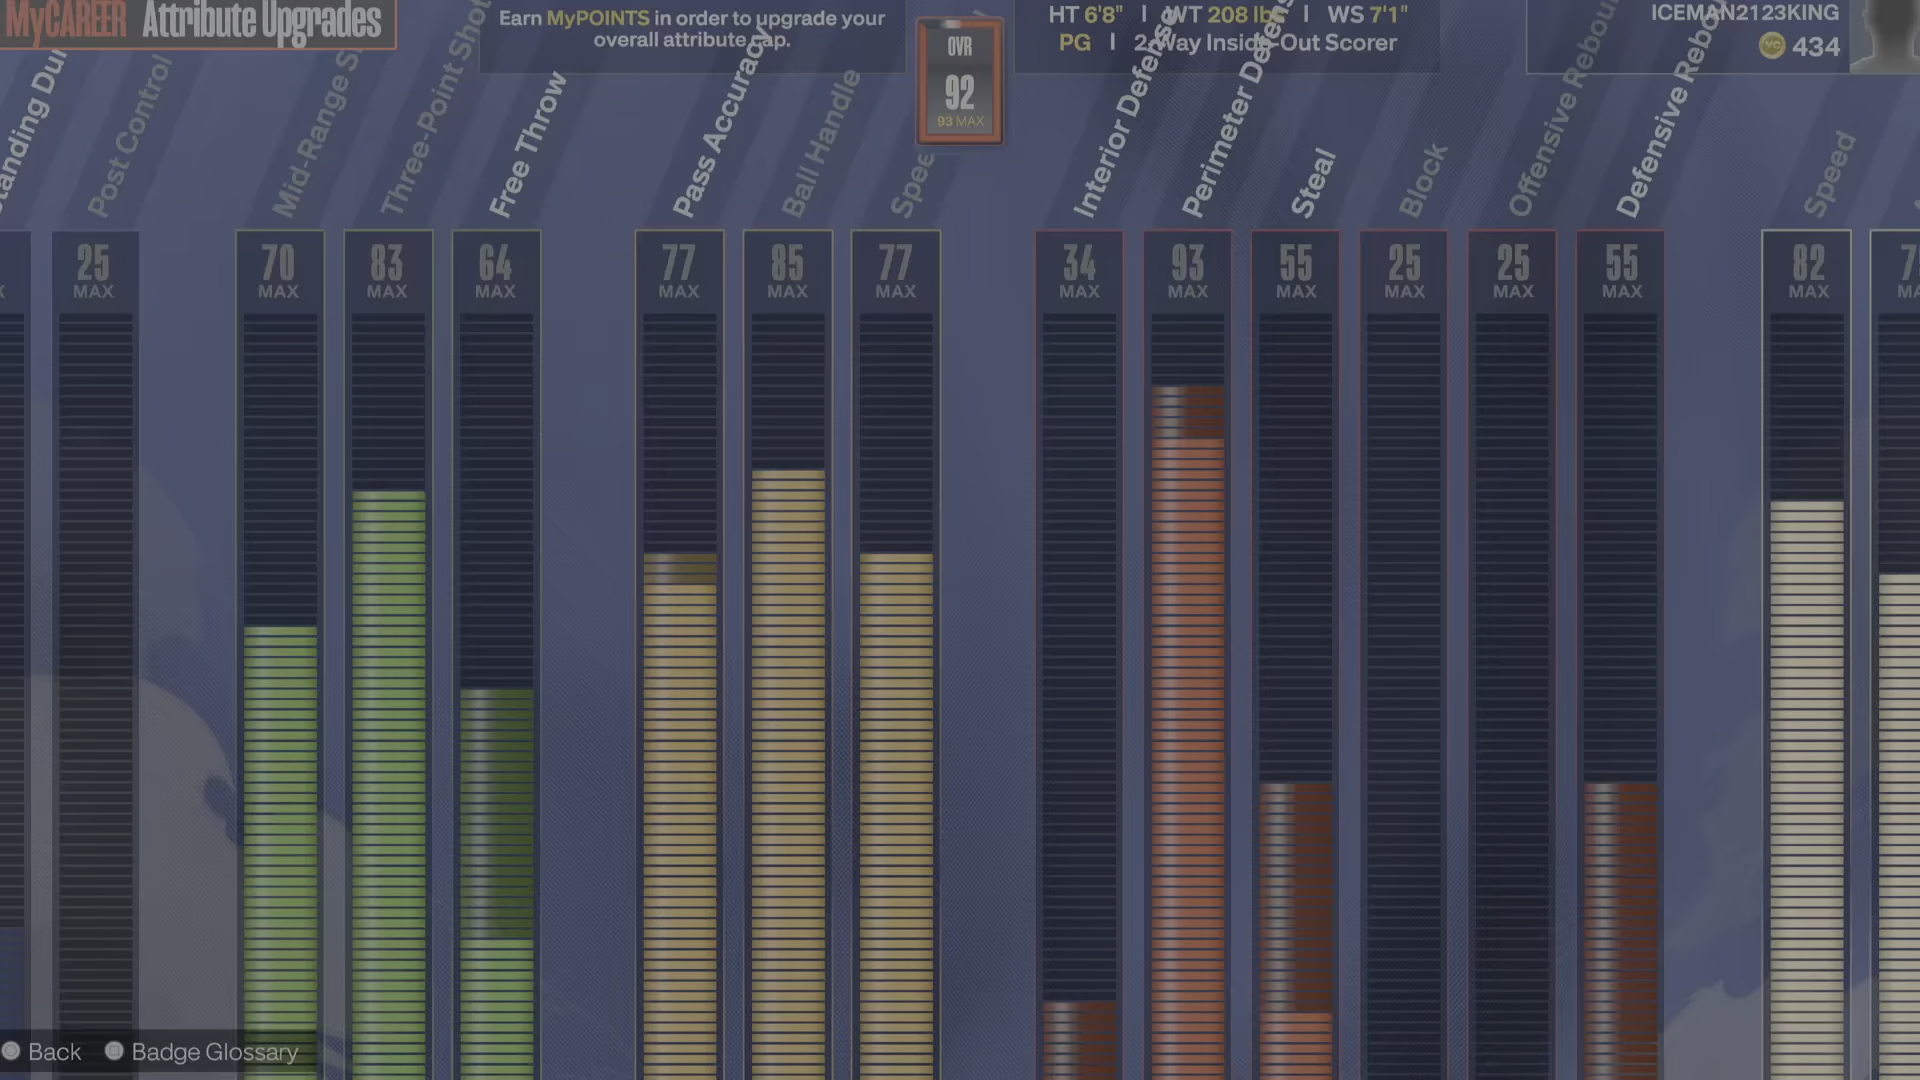 MyCAREER Attribute Upgrades
Earn MyPOINTS in order to upgrade your
overall attribute cap.
OVR
92
93 MAX
HT 6'8" | WT 208 lbs | WS 7'1"
PG | 2-Way Inside-Out Scorer
ICEMAN2123KING
VC 434
Post Control
Mid-Range
Three-Point Shot
Free Throw
Pass Accuracy
Ball Handle
Interior Defense
Perimeter Defens
Steal
Block
Offensive Rebou
Defensive Rebo
Speed
25 70 83 64 77 85 77 34 93 55 25 25 55 82
MAX MAX MAX MAX MAX MAX MAX MAX MAX MAX MAX MAX MAX MAX
Back Badge Glossary